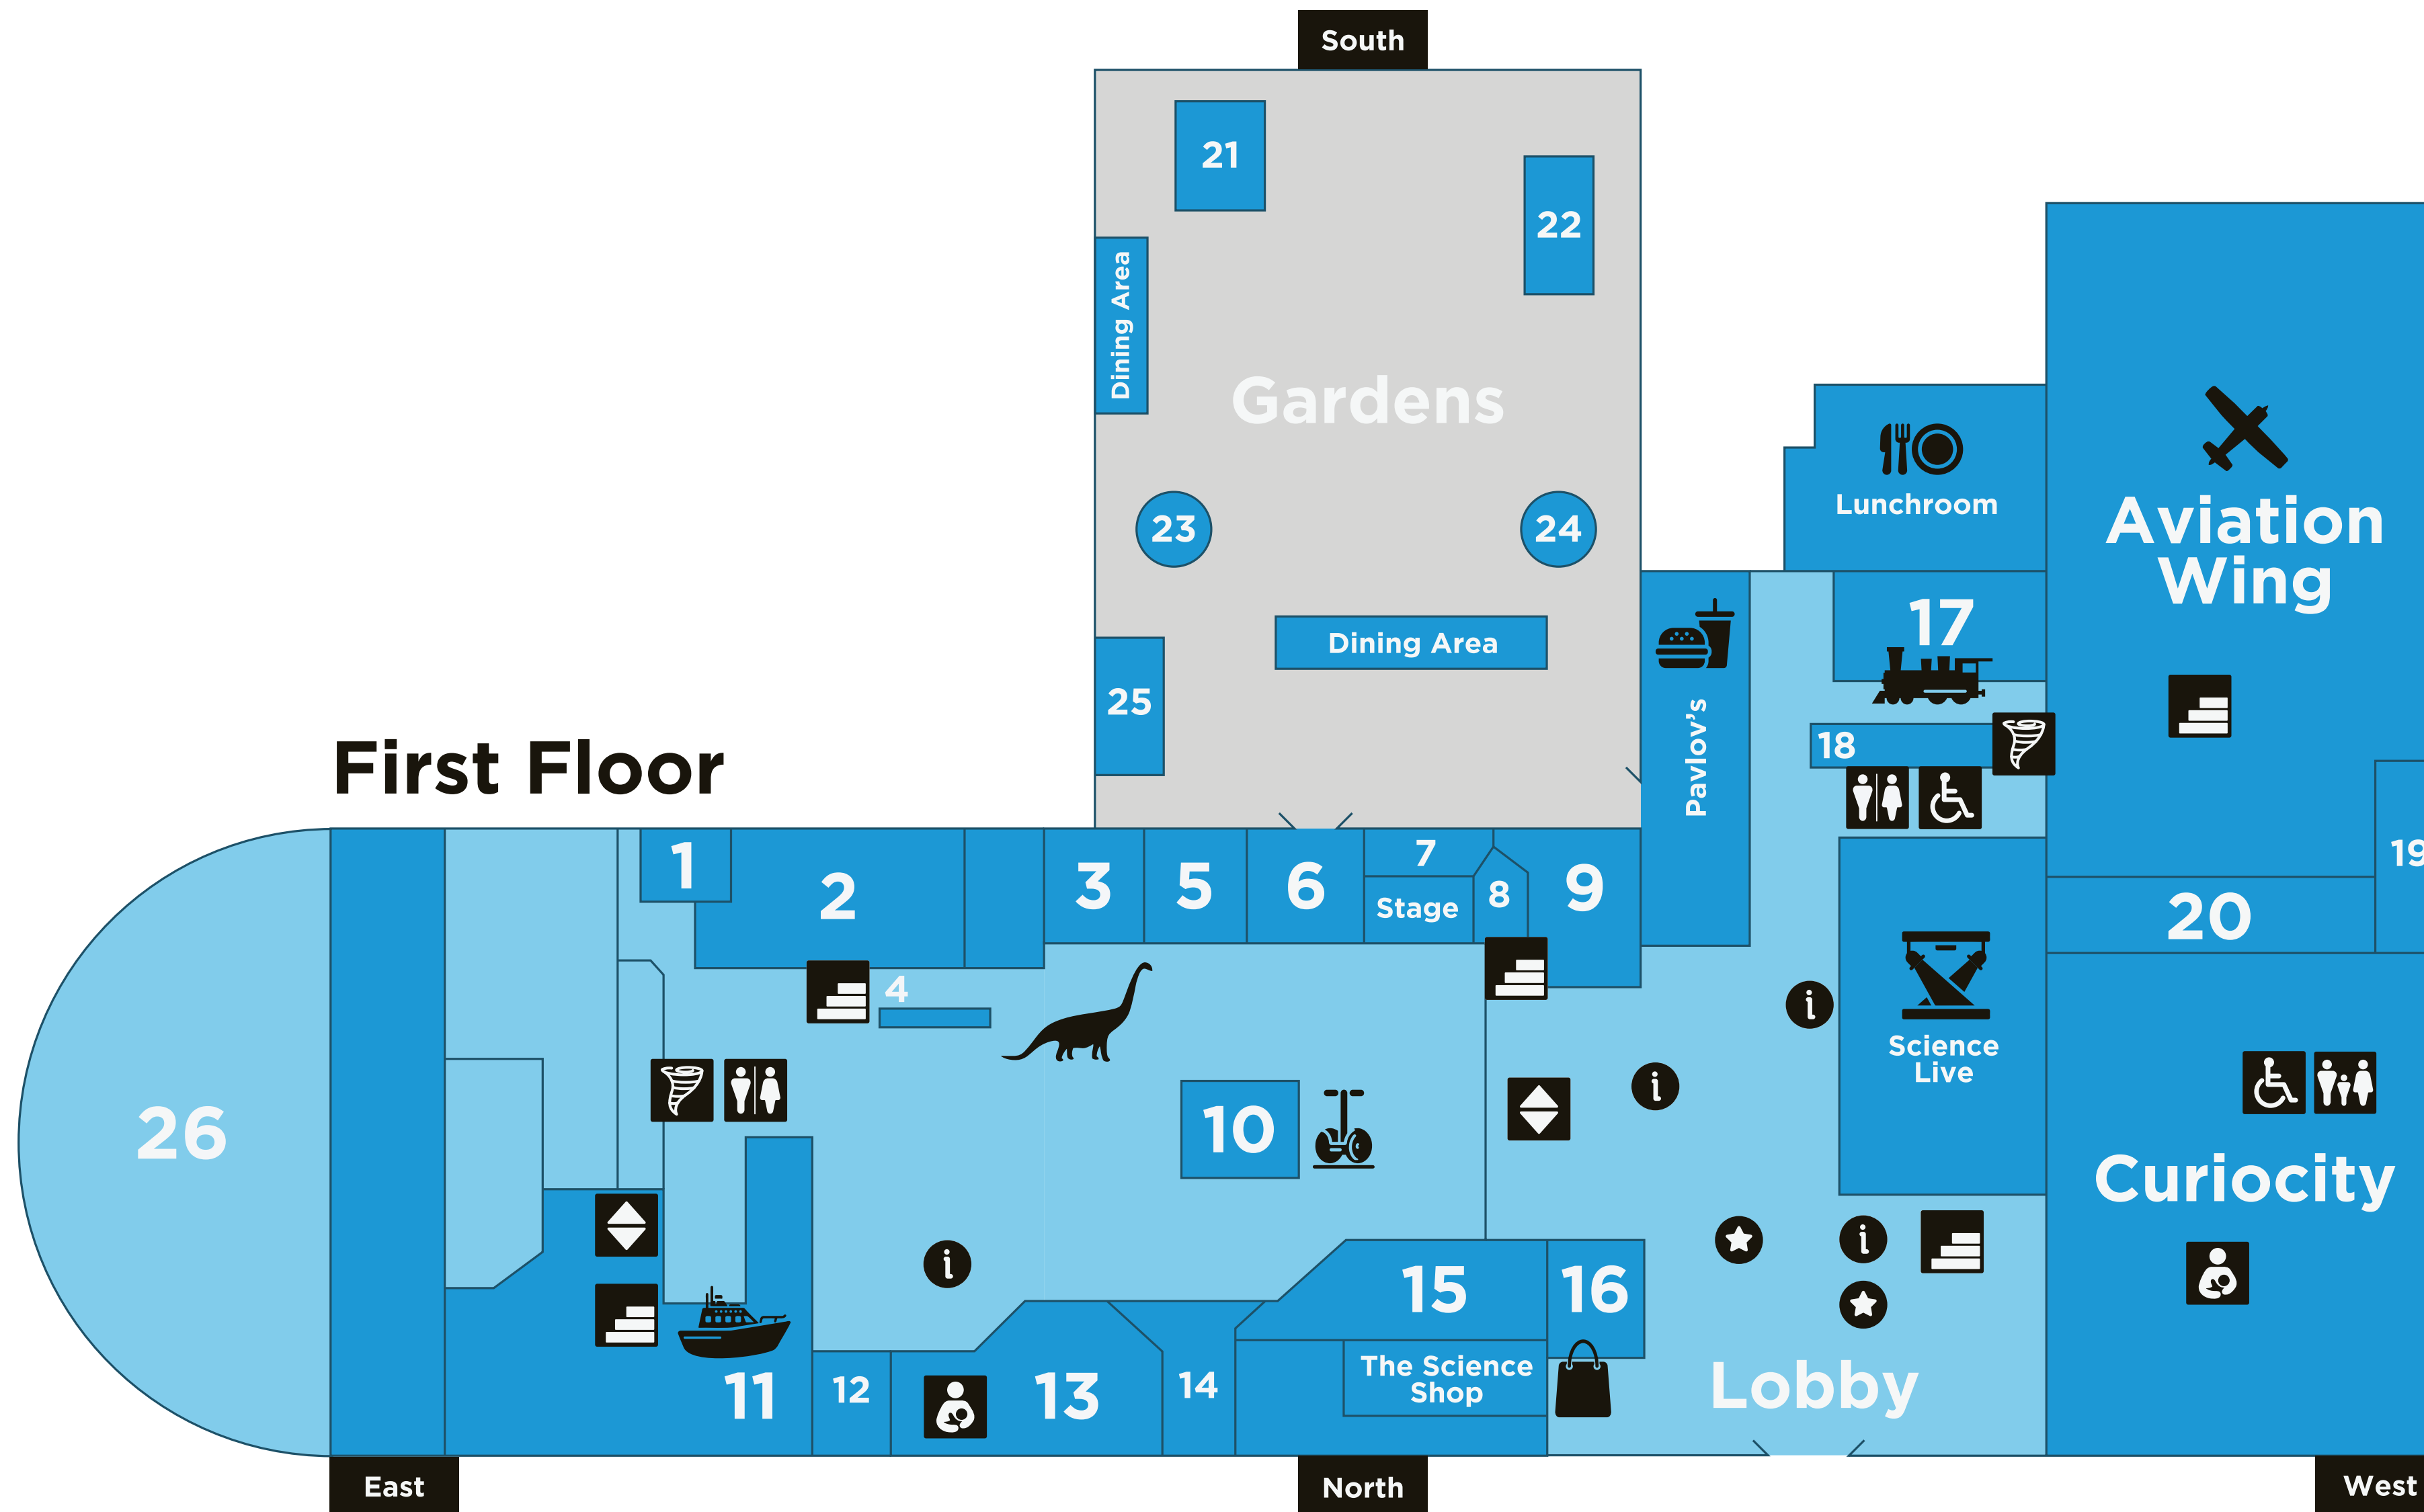 South
21
22
Dining Area
Gardens
Lunchroom
Aviation
Wing
23
24
17
Dining Area
25
Pavlov's
18
First Floor
1
2
3
5
6
7
Stage
8
9
19
20
4
Science
Live
26
10
Curiocity
15
16
The Science
Shop
11
12
13
14
Lobby
East
North
West